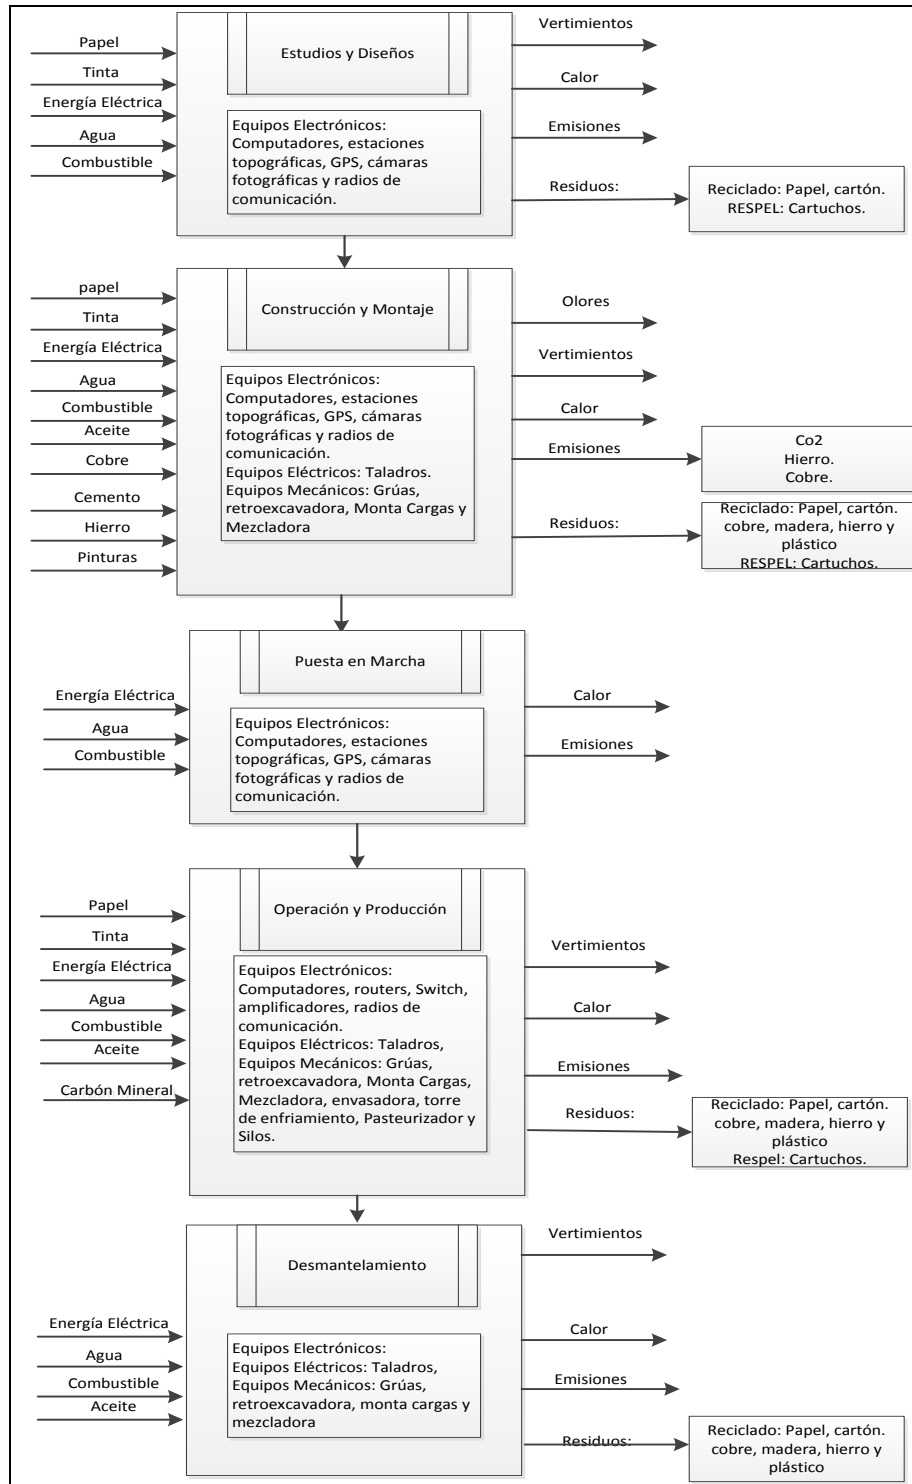 Papel
Tinta
Energía Eléctrica
Agua
Combustible
Estudios y Diseños
Equipos Electrónicos:
Computadores, estaciones
topográficas, GPS, cámaras
fotográficas y radios de
comunicación.
Vertimientos
Calor
Emisiones
Residuos:
Reciclado: Papel, cartón.
RESPEL: Cartuchos.
papel
Tinta
Energía Eléctrica
Agua
Combustible
Aceite
Cobre
Cemento
Hierro
Pinturas
Construcción y Montaje
Equipos Electrónicos:
Computadores, estaciones
topográficas, GPS, cámaras
fotográficas y radios de
comunicación.
Equipos Eléctricos: Taladros.
Equipos Mecánicos: Grúas,
retroexcavadora, Monta Cargas y
Mezcladora
Olores
Vertimientos
Calor
Emisiones
Co2
Hierro.
Cobre.
Residuos:
Reciclado: Papel, cartón.
cobre, madera, hierro y
plástico
RESPEL: Cartuchos.
Energía Eléctrica
Agua
Combustible
Puesta en Marcha
Equipos Electrónicos:
Computadores, estaciones
topográficas, GPS, cámaras
fotográficas y radios de
comunicación.
Calor
Emisiones
Papel
Tinta
Energía Eléctrica
Agua
Combustible
Aceite
Carbón Mineral
Operación y Producción
Equipos Electrónicos:
Computadores, routers, Switch,
amplificadores, radios de
comunicación.
Equipos Eléctricos: Taladros,
Equipos Mecánicos: Grúas,
retroexcavadora, Monta Cargas,
Mezcladora, envasadora, torre
de enfriamiento, Pasteurizador y
Silos.
Vertimientos
Calor
Emisiones
Residuos:
Reciclado: Papel, cartón.
cobre, madera, hierro y
plástico
Respel: Cartuchos.
Energía Eléctrica
Agua
Combustible
Aceite
Desmantelamiento
Equipos Electrónicos:
Equipos Eléctricos: Taladros,
Equipos Mecánicos: Grúas,
retroexcavadora, monta cargas y
mezcladora
Vertimientos
Calor
Emisiones
Residuos:
Reciclado: Papel, cartón.
cobre, madera, hierro y
plástico